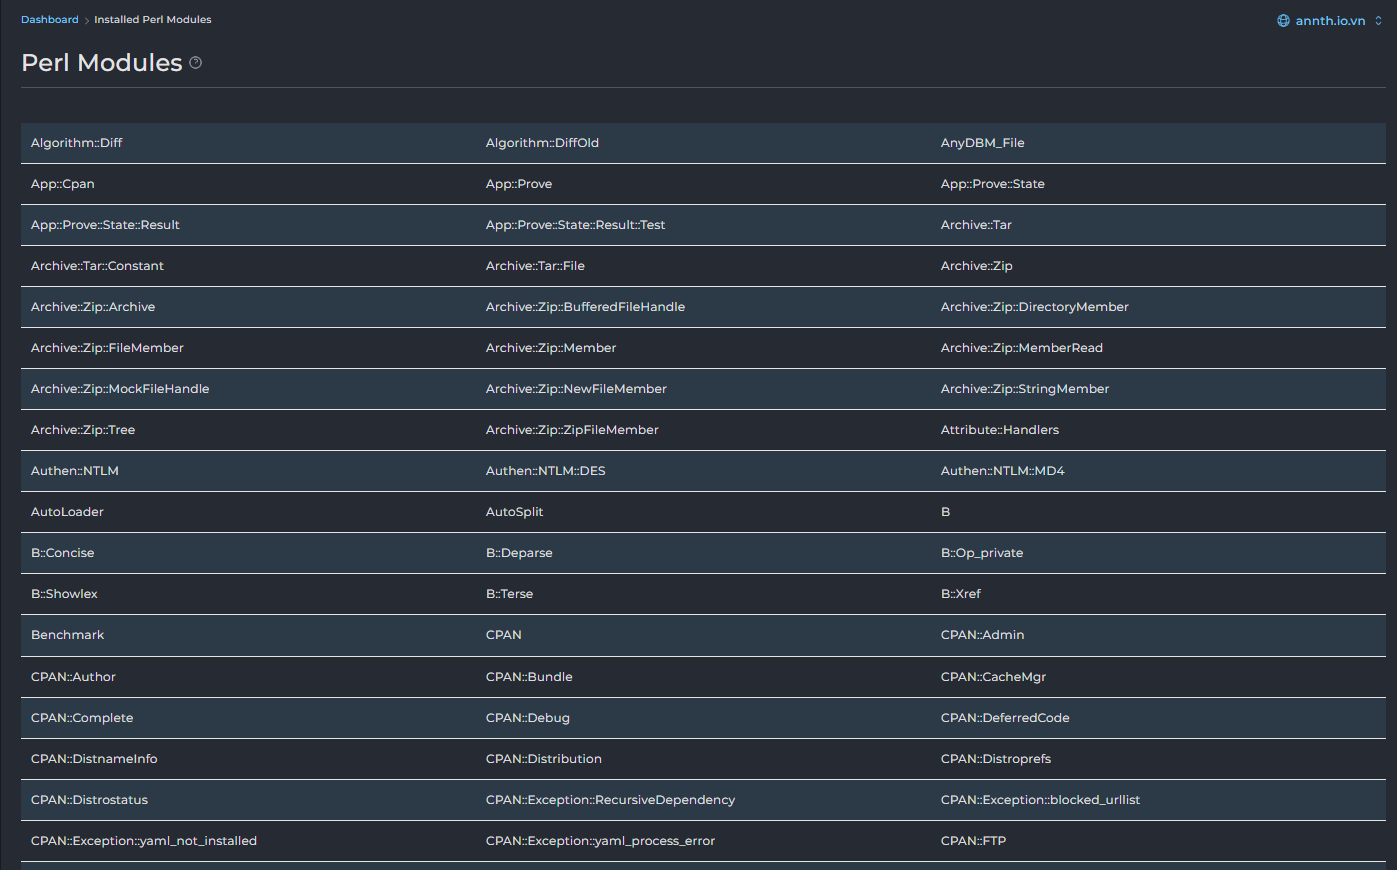 Dashboard > Installed Perl Modules
annth.io.vn
Perl Modules ?
Algorithm::Diff Algorithm::DiffOld AnyDBM_File
App::Cpan App::Prove App::Prove::State
App::Prove::State::Result App::Prove::State::Result::Test Archive::Tar
Archive::Tar::Constant Archive::Tar::File Archive::Zip
Archive::Zip::Archive Archive::Zip::BufferedFileHandle Archive::Zip::DirectoryMember
Archive::Zip::FileMember Archive::Zip::Member Archive::Zip::MemberRead
Archive::Zip::MockFileHandle Archive::Zip::NewFileMember Archive::Zip::StringMember
Archive::Zip::Tree Archive::Zip::ZipFileMember Attribute::Handlers
Authen::NTLM Authen::NTLM::DES Authen::NTLM::MD4
AutoLoader AutoSplit B
B::Concise B::Deparse B::Op_private
B::Showlex B::Terse B::Xref
Benchmark CPAN CPAN::Admin
CPAN::Author CPAN::Bundle CPAN::CacheMgr
CPAN::Complete CPAN::Debug CPAN::DeferredCode
CPAN::DistnameInfo CPAN::Distribution CPAN::Distroprefs
CPAN::Distrostatus CPAN::Exception::RecursiveDependency CPAN::Exception::blocked_urllist
CPAN::Exception::yaml_not_installed CPAN::Exception::yaml_process_error CPAN::FTP